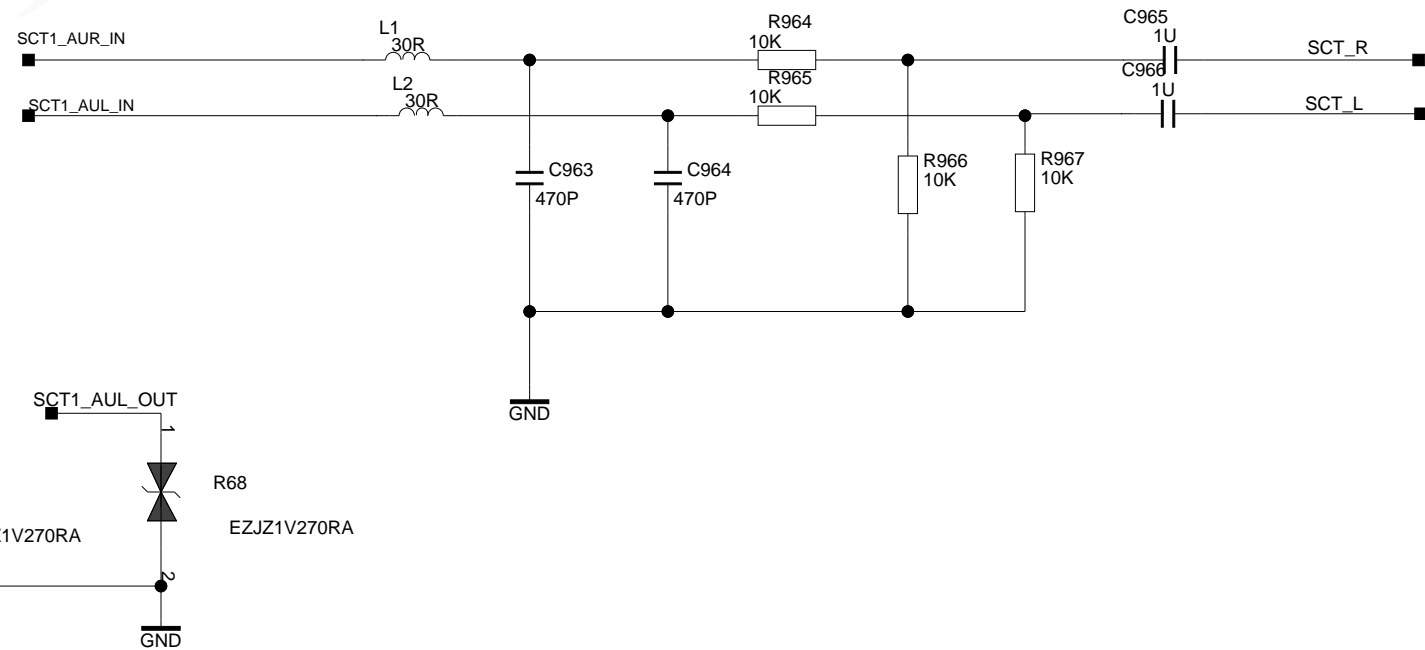 SCT1_AUR_IN
L1
30R
R964
10K
C965
1U
SCT_R
SCT1_AUL_IN
L2
30R
R965
10K
C966
1U
SCT_L
C963
470P
C964
470P
R966
10K
R967
10K
GND
SCT1_AUL_OUT
1
R68
EZJZ1V270RA
1V270RA
2
GND